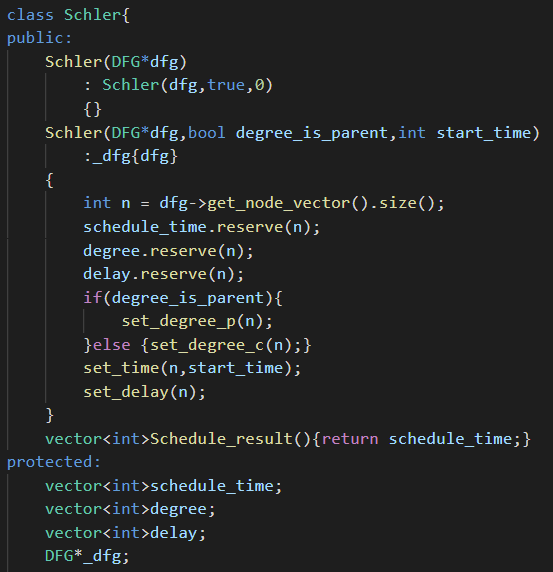 class Schler{
public:
    Schler(DFG*dfg)
        : Schler(dfg,true,0)
        {}
    Schler(DFG*dfg,bool degree_is_parent,int start_time)
        :_dfg{dfg}
    {
        int n = dfg->get_node_vector().size();
        schedule_time.reserve(n);
        degree.reserve(n);
        delay.reserve(n);
        if(degree_is_parent){
            set_degree_p(n);
        }else {set_degree_c(n);}
        set_time(n,start_time);
        set_delay(n);
    }
    vector<int>Schedule_result(){return schedule_time;}
protected:
    vector<int>schedule_time;
    vector<int>degree;
    vector<int>delay;
    DFG*_dfg;